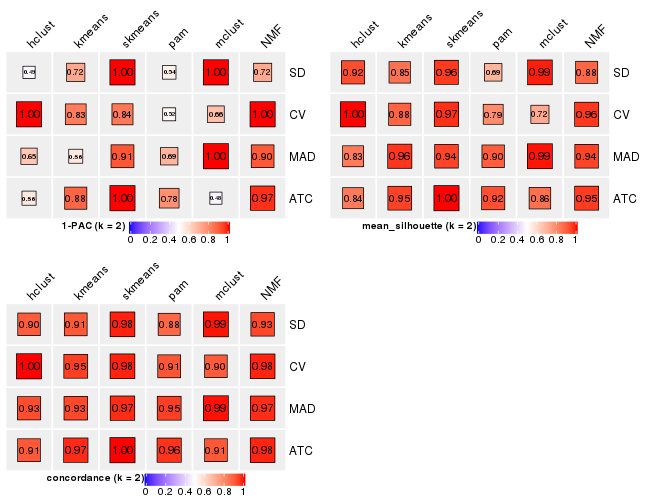 hclust kmeans skmeans pam mclust NMF
0.49 0.72 1.00 0.54 1.00 0.72 SD
1.00 0.83 0.84 0.52 0.66 1.00 CV
0.65 0.56 0.91 0.69 1.00 0.90 MAD
0.56 0.88 1.00 0.78 0.48 0.97 ATC
1-PAC (k = 2)
0 0.2 0.4 0.6 0.8 1
hclust kmeans skmeans pam mclust NMF
0.92 0.85 0.96 0.69 0.99 0.88 SD
1.00 0.88 0.97 0.79 0.72 0.96 CV
0.83 0.96 0.94 0.90 0.99 0.94 MAD
0.84 0.95 1.00 0.92 0.86 0.95 ATC
mean_silhouette (k = 2)
0 0.2 0.4 0.6 0.8 1
hclust kmeans skmeans pam mclust NMF
0.90 0.91 0.98 0.88 0.99 0.93 SD
1.00 0.95 0.98 0.91 0.90 0.98 CV
0.93 0.93 0.97 0.95 0.99 0.97 MAD
0.91 0.97 1.00 0.96 0.91 0.98 ATC
concordance (k = 2)
0 0.2 0.4 0.6 0.8 1